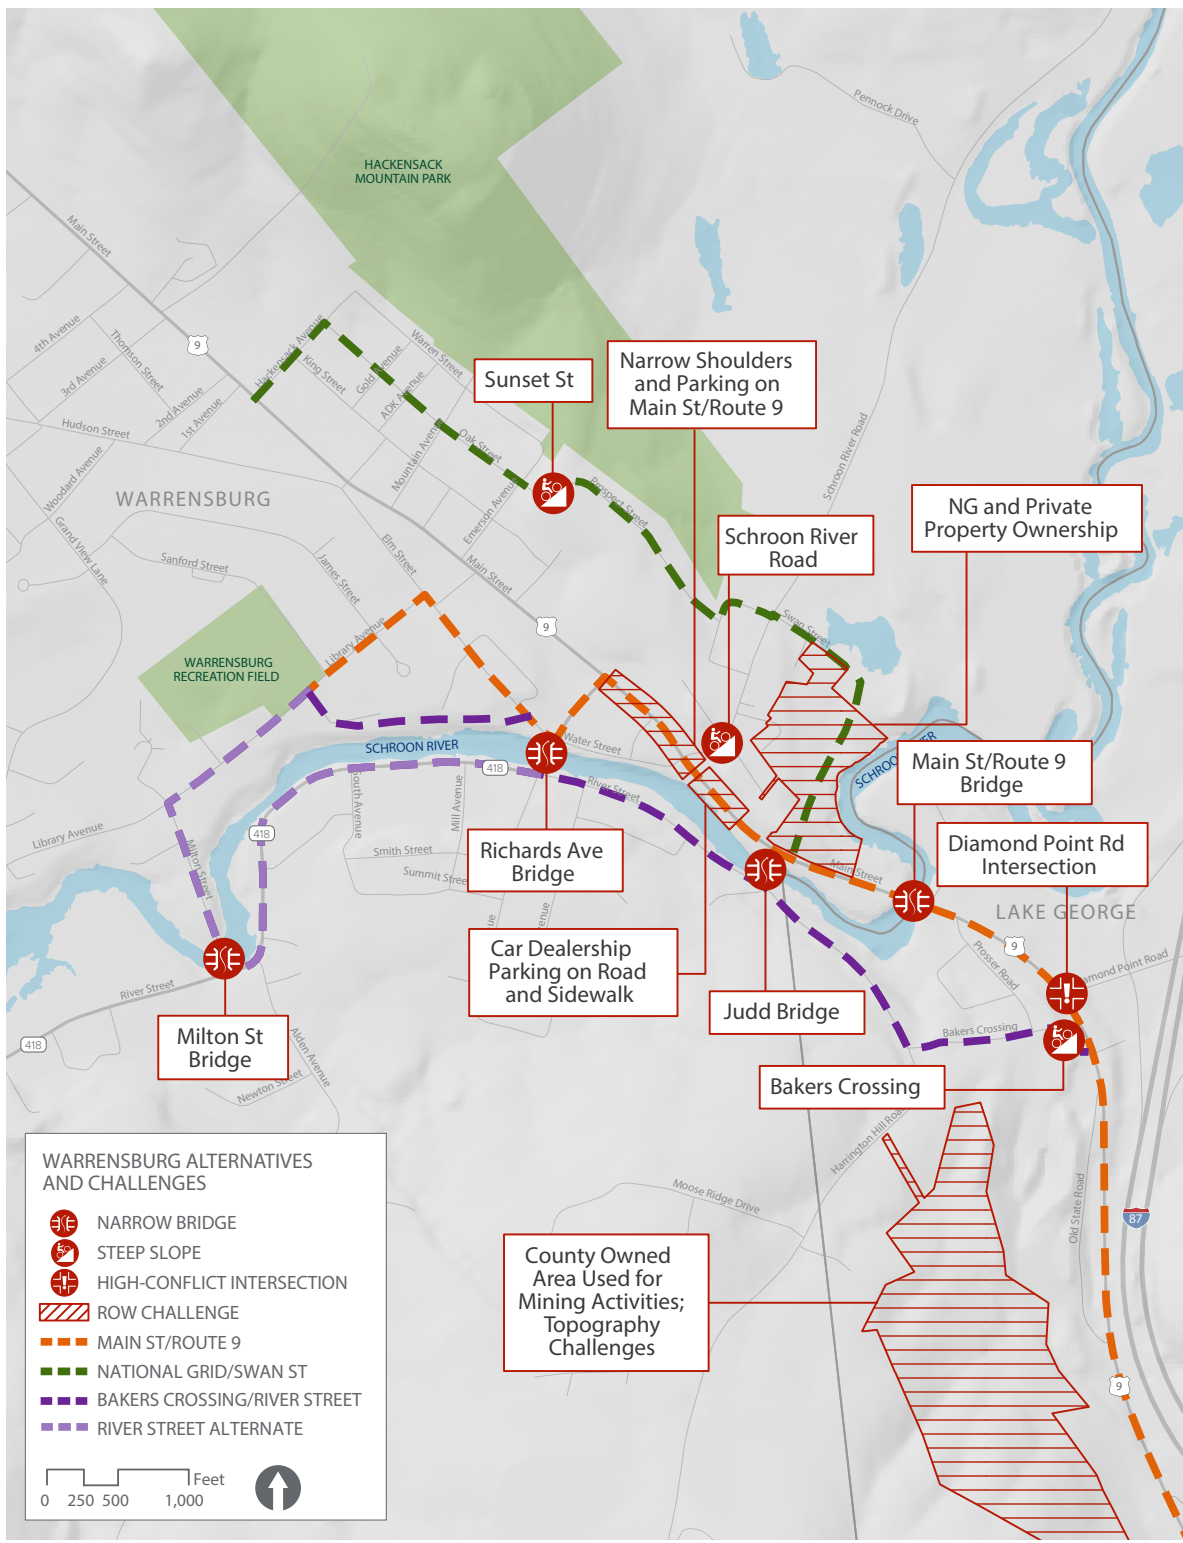 Pennock Drive
HACKENSACK
MOUNTAIN PARK
Main Street
9
4th Avenue
Thomson Street
3rd Avenue
2nd Avenue
1st Avenue
Hackensack Avenue
King Street
Gold Avenue
ADK Avenue
Warren Street
Narrow Shoulders
and Parking on
Main St/Route 9
Sunset St
Hudson Street
Woodard Avenue
Mountain Avenue
Oak Street
Schroon River Road
WARRENSBURG
Emerson Avenue
Prospect Street
NG and Private
Property Ownership
Grand View Lane
Sanford Street
James Street
Elm Street
Main Street
Schroon River
Road
9
Swan Street
Library Avenue
WARRENSBURG
RECREATION FIELD
SCHROON RIVER
Water Street
418
River Street
SCHROO
ER
Main St/Route 9
Bridge
South Avenue
Mill Avenue
418
Library Avenue
Milton Street
Smith Street
Summit Stree
Richards Ave
Bridge
Diamond Point Rd
Intersection
Main Street
LAKE GEORGE
ue
enue
9
Prosser Road
amond Point Road
Car Dealership
Parking on Road
and Sidewalk
Judd Bridge
River Street
418
Milton St
Bridge
Alden Avenue
Newton Street
Bakers Crossing
Bakers Crossing
Harrington Hill Road
Moose Ridge Drive
Old State Road
87
County Owned
Area Used for
Mining Activities;
Topography
Challenges
9
WARRENSBURG ALTERNATIVES
AND CHALLENGES
NARROW BRIDGE
STEEP SLOPE
HIGH-CONFLICT INTERSECTION
ROW CHALLENGE
MAIN ST/ROUTE 9
NATIONAL GRID/SWAN ST
BAKERS CROSSING/RIVER STREET
RIVER STREET ALTERNATE
Feet
0 250 500 1,000